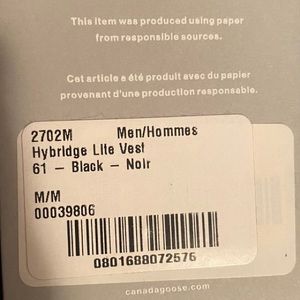 This item was produced using paper
from responsible sources.
Cet article a été produit avec du papier
provenant d'une production responsable.
2702M Men/Hommes
Hybridge Lite Vest
61 – Black – Noir
M/M
00039806
0801688072576
canadagoose.com